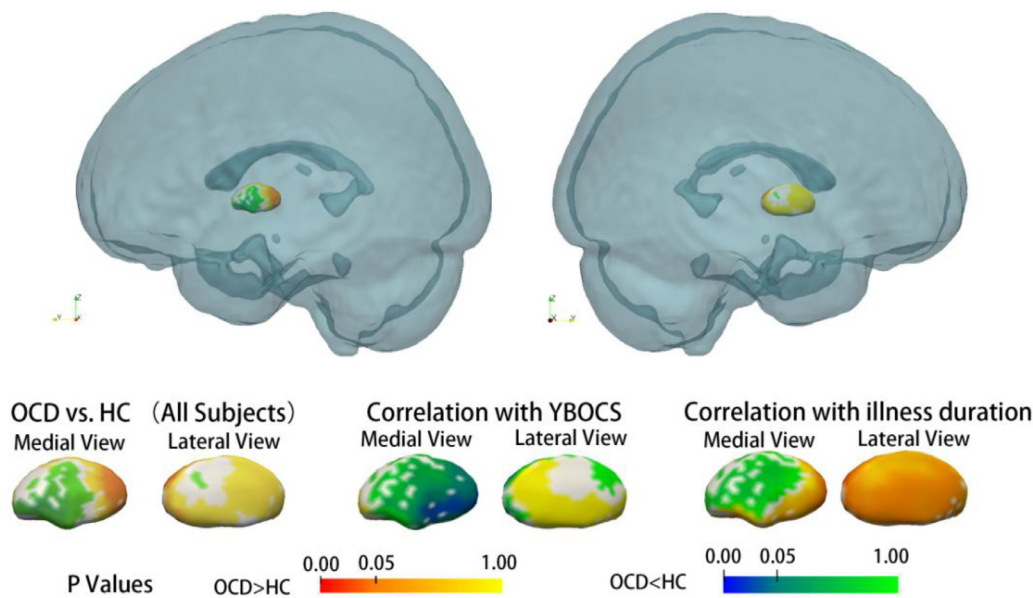 Z
Y
X
Z
X
Y
OCD vs. HC (All Subjects)
Medial View
Lateral View
Correlation with YBOCS
Medial View
Lateral View
Correlation with illness duration
Medial View
Lateral View
P Values
OCD>HC
0.00
0.05
1.00
OCD<HC
0.00
0.05
1.00